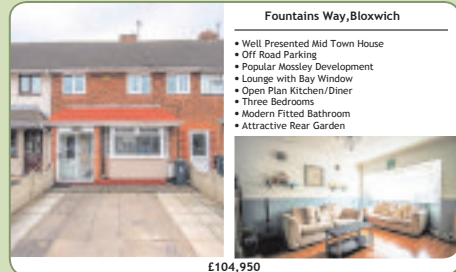 Fountains Way,Bloxwich
• Well Presented Mid Town House
• Off Road Parking
• Popular Mossley Development
• Lounge with Bay Window
• Open Plan Kitchen/Diner
• Three Bedrooms
• Modern Fitted Bathroom
• Attractive Rear Garden
£104,950